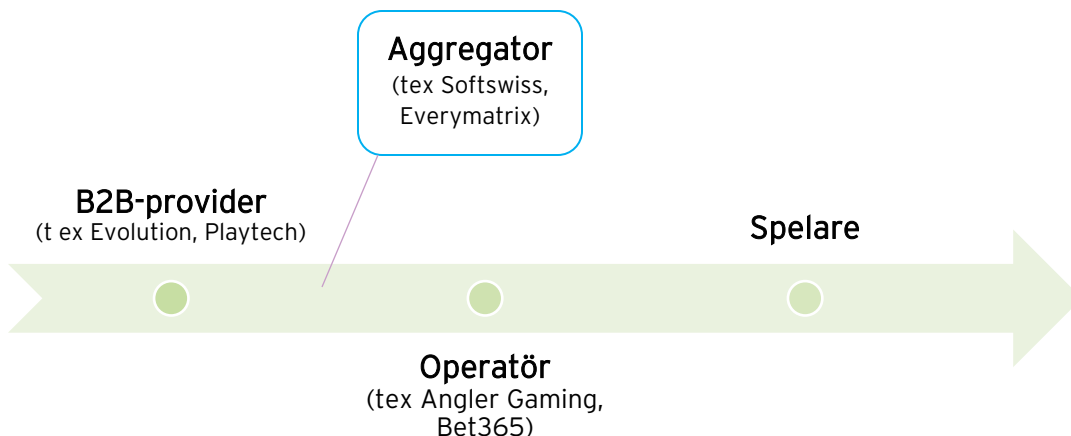 Aggregator
(tex Softswiss,
Everymatrix)
B2B-provider
(t ex Evolution, Playtech)
Spelare
Operatör
(tex Angler Gaming,
Bet365)